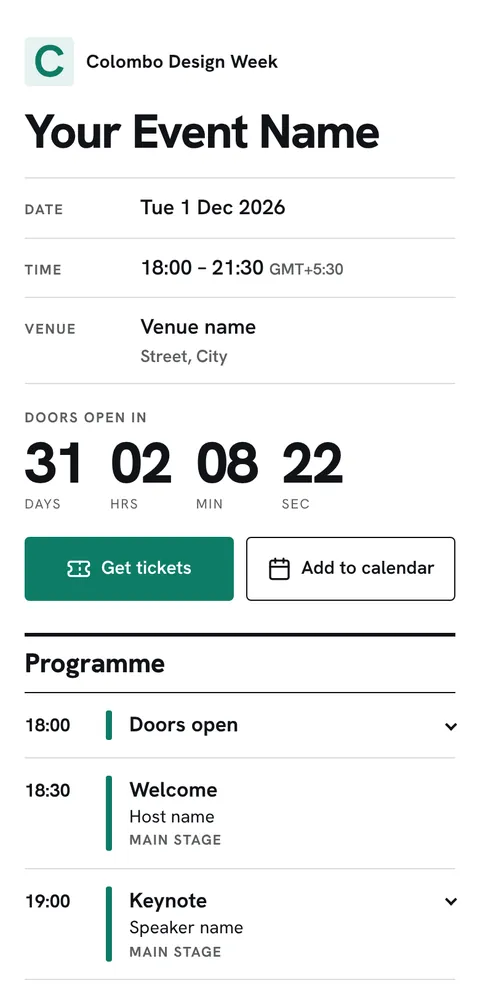 C
Colombo Design Week
Your Event Name
DATE Tue 1 Dec 2026
TIME 18:00 – 21:30 GMT+5:30
VENUE Venue name
Street, City
DOORS OPEN IN
31 02 08 22
DAYS HRS MIN SEC
Get tickets Add to calendar
Programme
18:00 Doors open
18:30 Welcome
Host name
MAIN STAGE
19:00 Keynote
Speaker name
MAIN STAGE